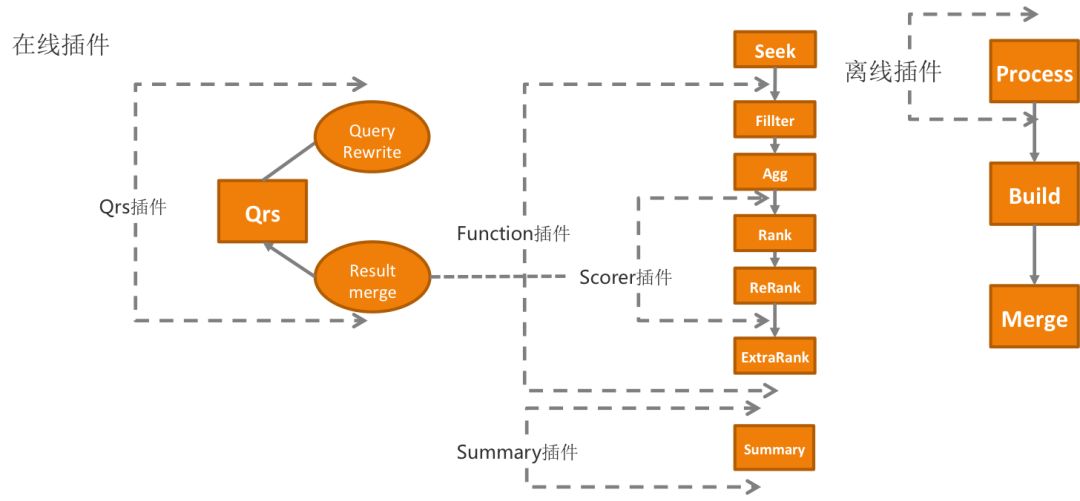 在线插件
Query
Rewrite
Qrs插件
Qrs
Result
merge
Function插件
Scorer插件
Summary插件
Seek
Fillter
Agg
Rank
ReRank
ExtraRank
Summary
离线插件
Process
Build
Merge